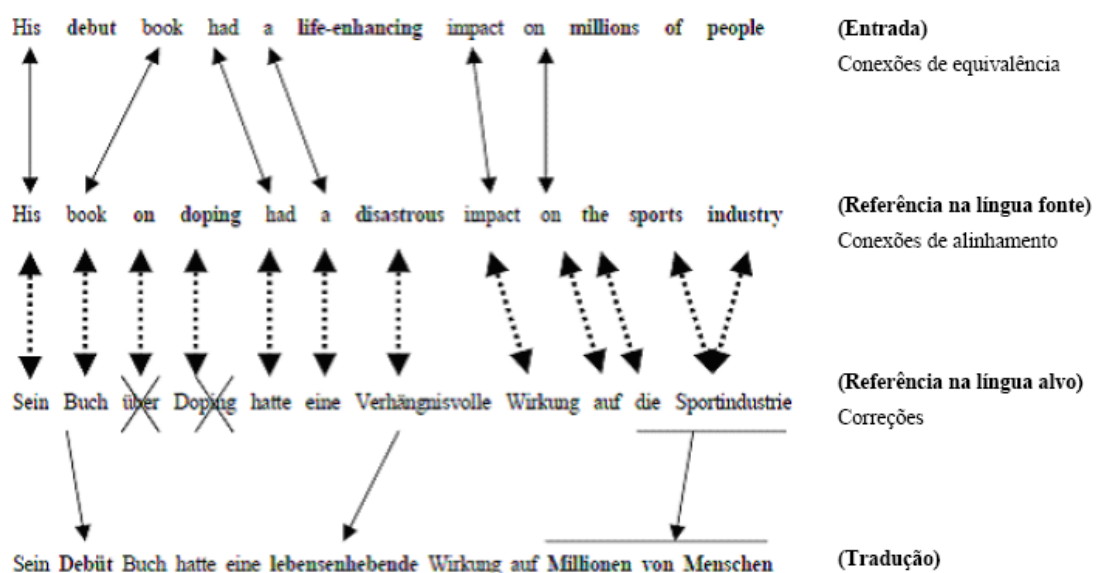 His debut book had a life-enhancing impact on millions of people
(Entrada)
Conexões de equivalência
His book on doping had a disastrous impact on the sports industry
(Referência na língua fonte)
Conexões de alinhamento
Sein Buch über Doping hatte eine Verhängnisvolle Wirkung auf die Sportindustrie
(Referência na língua alvo)
Correções
Sein Debüt Buch hatte eine lebensenhebende Wirkung auf Millionen von Menschen
(Tradução)